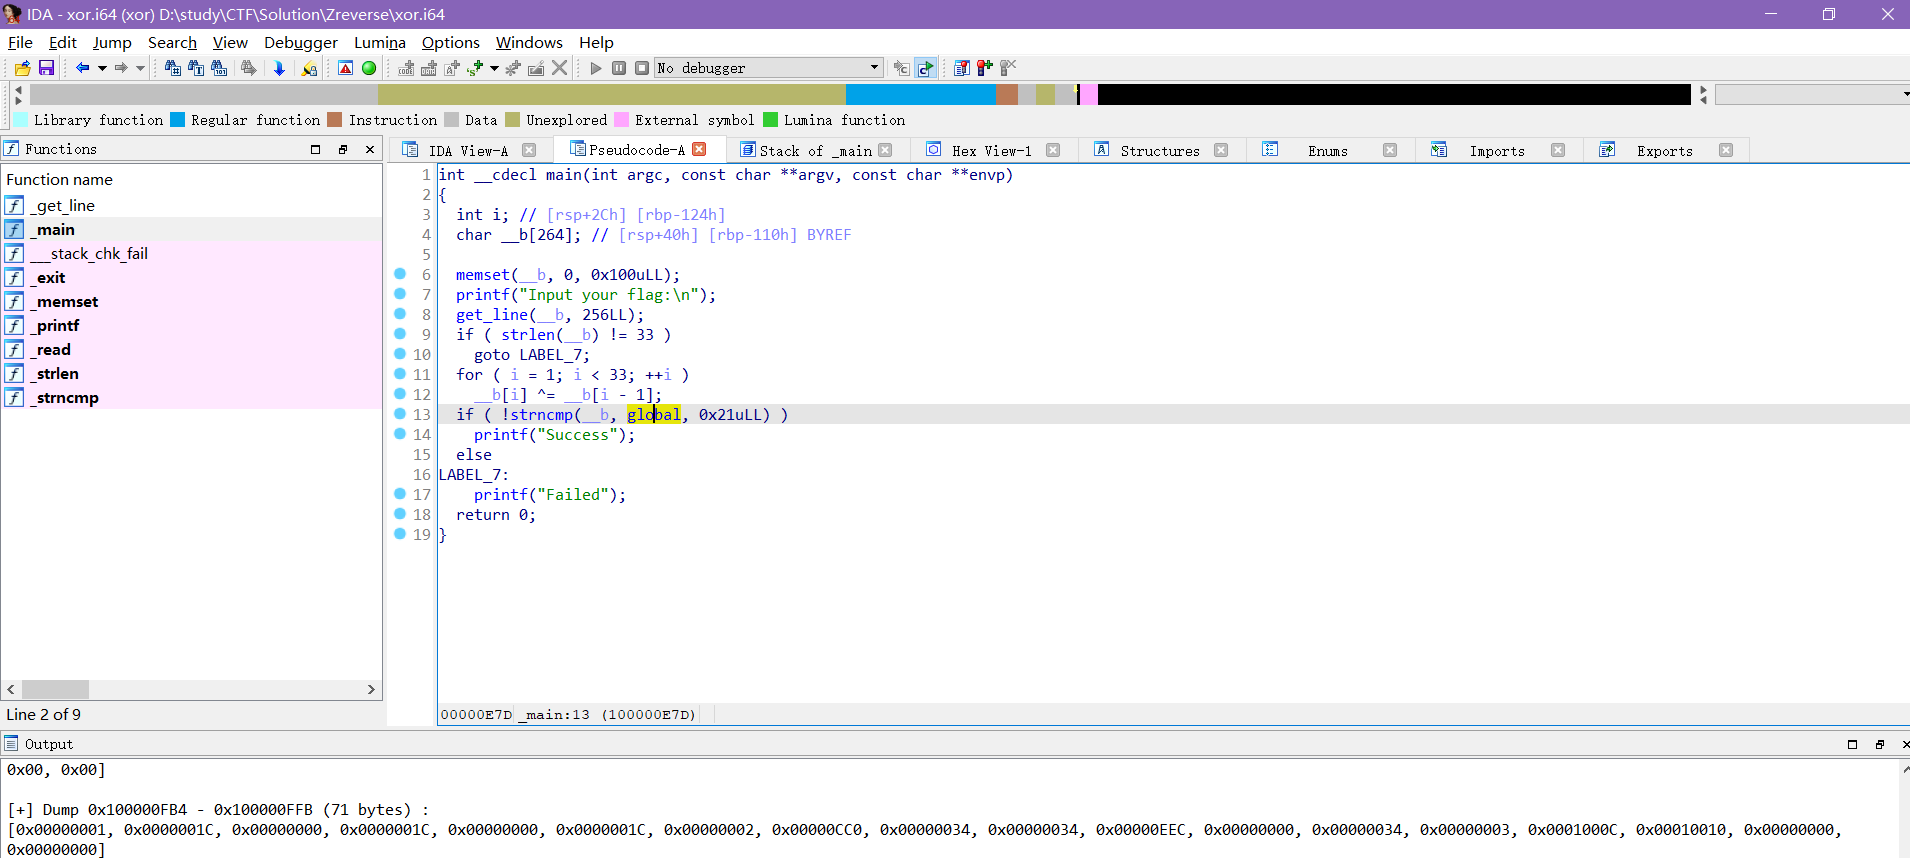 IDA - xor.i64 (xor) D:\study\CTF\Solution\Zreverse\xor.i64
File Edit Jump Search View Debugger Lumina Options Windows Help
No debugger
Library function Regular function Instruction Data Unexplored External symbol Lumina function
Functions
IDA View-A Pseudocode-A Stack of _main Hex View-1 Structures Enums Imports Exports
Function name
_get_line
_main
___stack_chk_fail
_exit
_memset
_printf
_read
_strlen
_strncmp
Line 2 of 9
1 int __cdecl main(int argc, const char **argv, const char **envp)
2 {
3   int i; // [rsp+2Ch] [rbp-124h]
4   char __b[264]; // [rsp+40h] [rbp-110h] BYREF
5
6   memset(__b, 0, 0x100uLL);
7   printf("Input your flag:\n");
8   get_line(__b, 256LL);
9   if ( strlen(__b) != 33 )
10     goto LABEL_7;
11   for ( i = 1; i < 33; ++i )
12     __b[i] ^= __b[i - 1];
13   if ( !strncmp(__b, global, 0x21uLL) )
14     printf("Success");
15   else
16 LABEL_7:
17     printf("Failed");
18   return 0;
19 }
00000E7D _main:13 (100000E7D)
Output
0x00, 0x00]
[+] Dump 0x100000FB4 - 0x100000FFB (71 bytes) :
[0x00000001, 0x0000001C, 0x00000000, 0x0000001C, 0x00000000, 0x0000001C, 0x00000002, 0x00000CC0, 0x00000034, 0x00000034, 0x00000EEC, 0x00000000, 0x00000034, 0x00000003, 0x0001000C, 0x00010010, 0x00000000,
0x00000000]